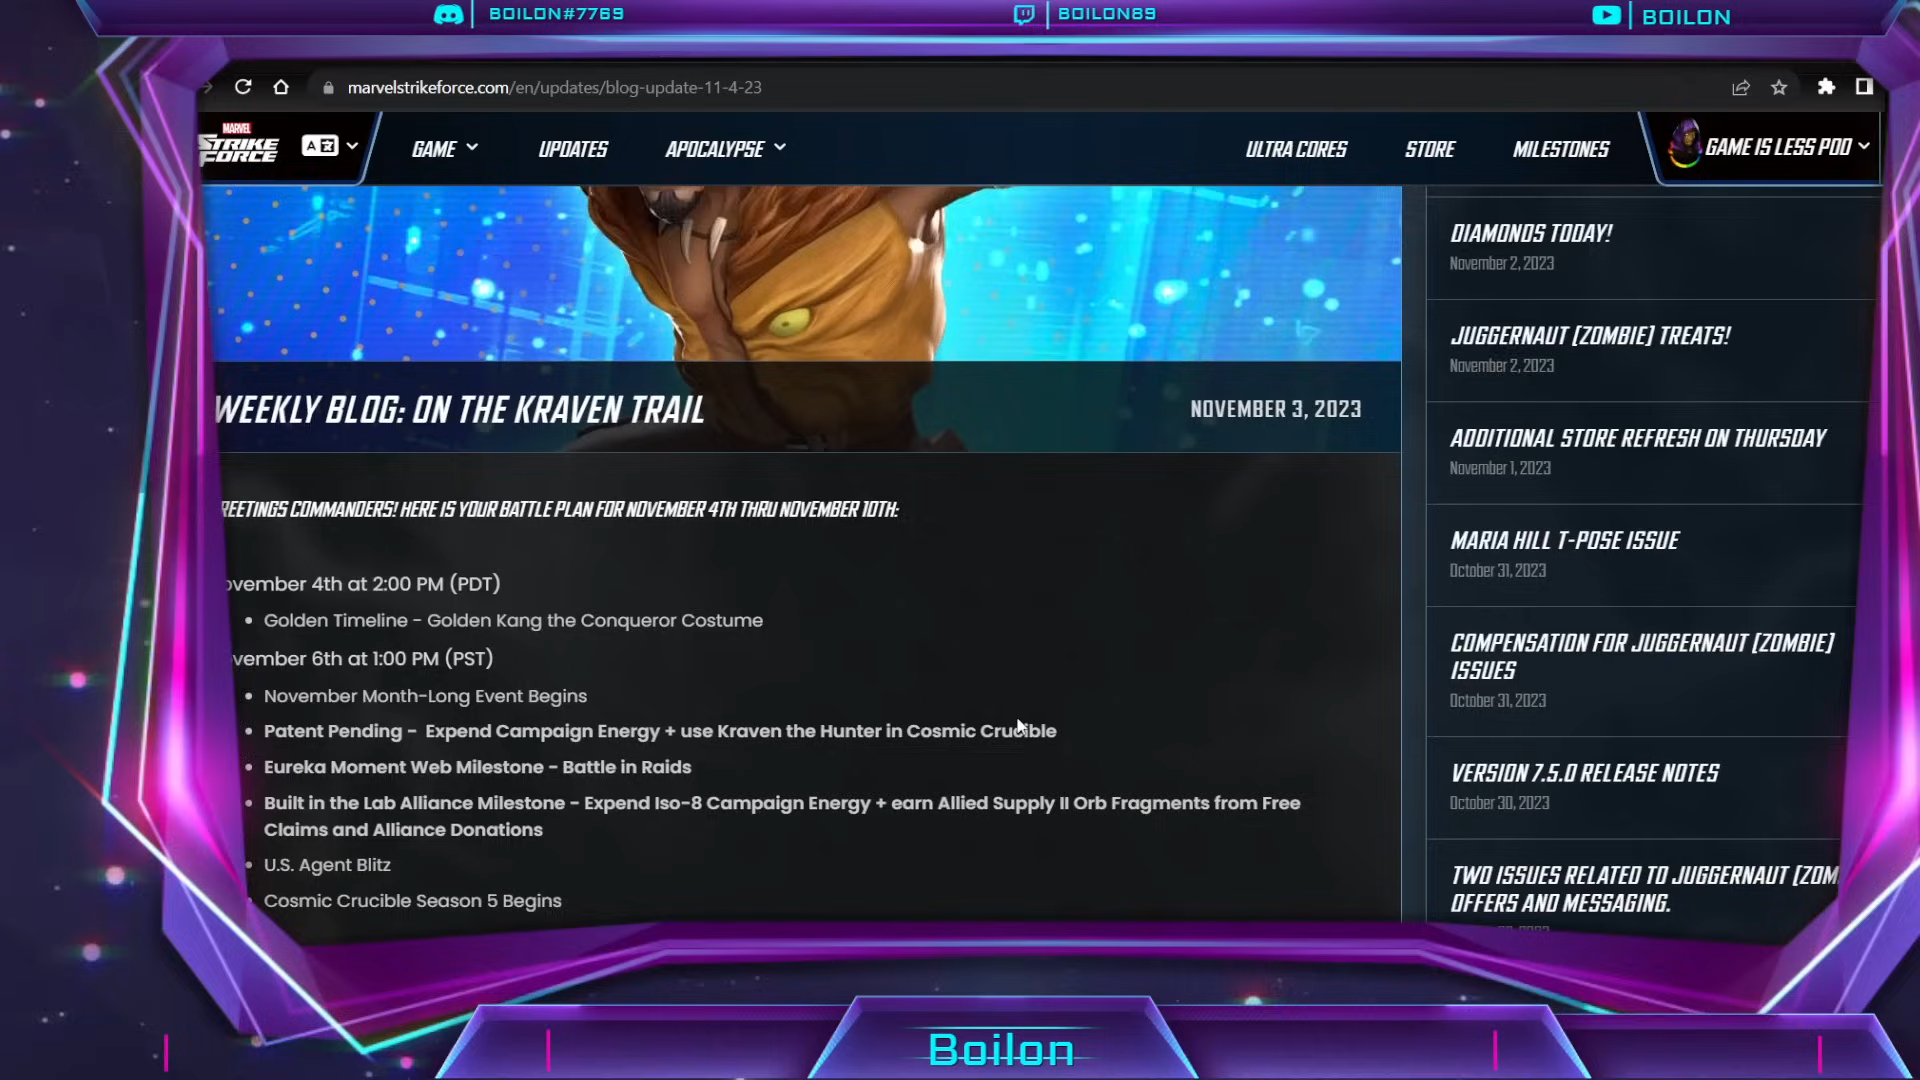 BOILON#7769
BOILON89
BOILON
marvelstrikeforce.com/en/updates/blog-update-11-4-23
MARVEL
STRIKE
FORCE
GAME
UPDATES
APOCALYPSE
ULTRA CORES
STORE
MILESTONES
GAME IS LESS POO
WEEKLY BLOG: ON THE KRAVEN TRAIL
NOVEMBER 3, 2023
REETINGS COMMANDERS! HERE IS YOUR BATTLE PLAN FOR NOVEMBER 4TH THRU NOVEMBER 10TH:
ovember 4th at 2:00 PM (PDT)
• Golden Timeline - Golden Kang the Conqueror Costume
vember 6th at 1:00 PM (PST)
• November Month-Long Event Begins
• Patent Pending - Expend Campaign Energy + use Kraven the Hunter in Cosmic Crucible
• Eureka Moment Web Milestone - Battle in Raids
• Built in the Lab Alliance Milestone - Expend Iso-8 Campaign Energy + earn Allied Supply II Orb Fragments from Free
Claims and Alliance Donations
• U.S. Agent Blitz
• Cosmic Crucible Season 5 Begins
DIAMONDS TODAY!
November 2, 2023
JUGGERNAUT [ZOMBIE] TREATS!
November 2, 2023
ADDITIONAL STORE REFRESH ON THURSDAY
November 1, 2023
MARIA HILL T-POSE ISSUE
October 31, 2023
COMPENSATION FOR JUGGERNAUT [ZOMBIE]
ISSUES
October 31, 2023
VERSION 7.5.0 RELEASE NOTES
October 30, 2023
TWO ISSUES RELATED TO JUGGERNAUT [ZOM
OFFERS AND MESSAGING.
Boilon